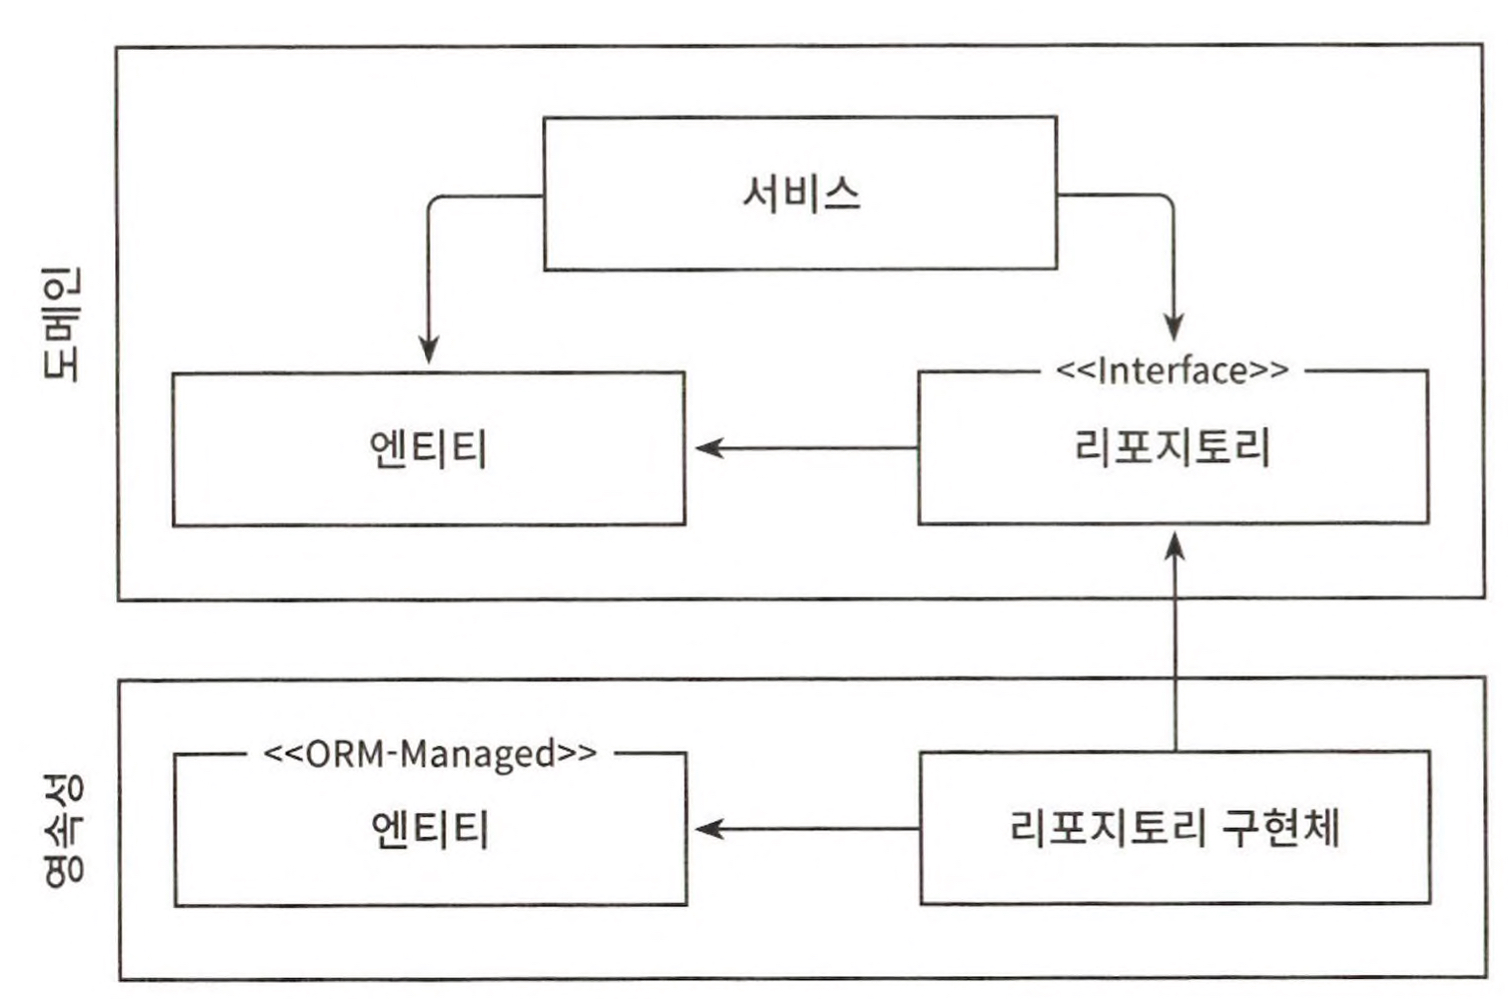 도메인
서비스
엔티티
<<Interface>>
리포지토리
영속성
<<ORM-Managed>>
엔티티
리포지토리 구현체